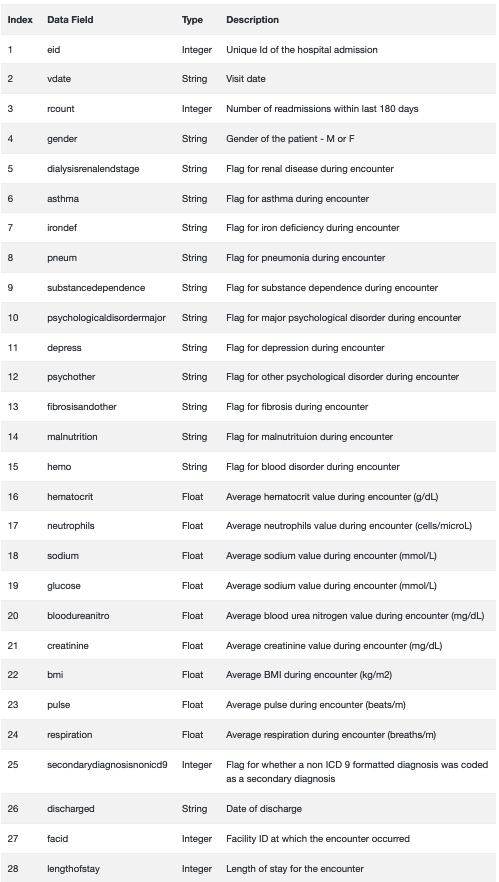 Index Data Field Type Description
1 eid Integer Unique Id of the hospital admission
2 vdate String Visit date
3 rcount Integer Number of readmissions within last 180 days
4 gender String Gender of the patient - M or F
5 dialysisrenalendstage String Flag for renal disease during encounter
6 asthma String Flag for asthma during encounter
7 irondef String Flag for iron deficiency during encounter
8 pneum String Flag for pneumonia during encounter
9 substancedependence String Flag for substance dependence during encounter
10 psychologicaldisordermajor String Flag for major psychological disorder during encounter
11 depress String Flag for depression during encounter
12 psychother String Flag for other psychological disorder during encounter
13 fibrosisandother String Flag for fibrosis during encounter
14 malnutrition String Flag for malnutrituion during encounter
15 hemo String Flag for blood disorder during encounter
16 hematocrit Float Average hematocrit value during encounter (g/dL)
17 neutrophils Float Average neutrophils value during encounter (cells/microL)
18 sodium Float Average sodium value during encounter (mmol/L)
19 glucose Float Average sodium value during encounter (mmol/L)
20 bloodureanitro Float Average blood urea nitrogen value during encounter (mg/dL)
21 creatinine Float Average creatinine value during encounter (mg/dL)
22 bmi Float Average BMI during encounter (kg/m2)
23 pulse Float Average pulse during encounter (beats/m)
24 respiration Float Average respiration during encounter (breaths/m)
25 secondarydiagnosisnonicd9 Integer Flag for whether a non ICD 9 formatted diagnosis was coded
as a secondary diagnosis
26 discharged String Date of discharge
27 facid Integer Facility ID at which the encounter occurred
28 lengthofstay Integer Length of stay for the encounter